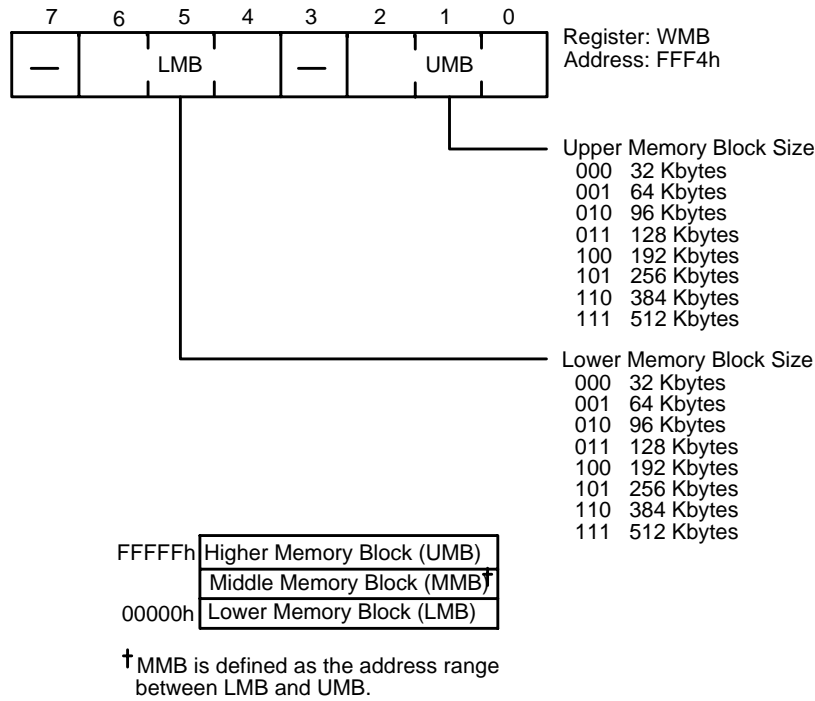 7 6 5 4 3 2 1 0
— LMB — UMB
Register: WMB
Address: FFF4h
Upper Memory Block Size
000 32 Kbytes
001 64 Kbytes
010 96 Kbytes
011 128 Kbytes
100 192 Kbytes
101 256 Kbytes
110 384 Kbytes
111 512 Kbytes
Lower Memory Block Size
000 32 Kbytes
001 64 Kbytes
010 96 Kbytes
011 128 Kbytes
100 192 Kbytes
101 256 Kbytes
110 384 Kbytes
111 512 Kbytes
FFFFFh Higher Memory Block (UMB)
Middle Memory Block (MMB)†
00000h Lower Memory Block (LMB)
† MMB is defined as the address range
between LMB and UMB.